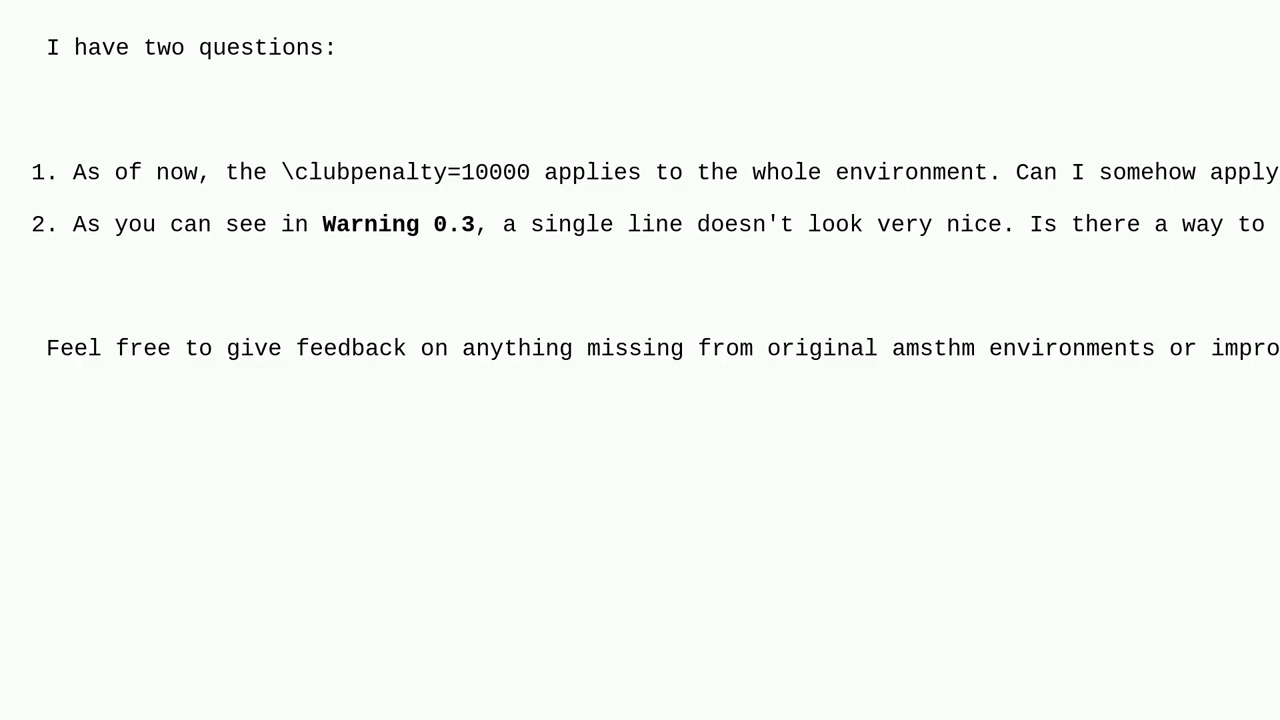 I have two questions:
1. As of now, the \clubpenalty=10000 applies to the whole environment. Can I somehow apply
2. As you can see in Warning 0.3, a single line doesn't look very nice. Is there a way to
Feel free to give feedback on anything missing from original amsthm environments or impro